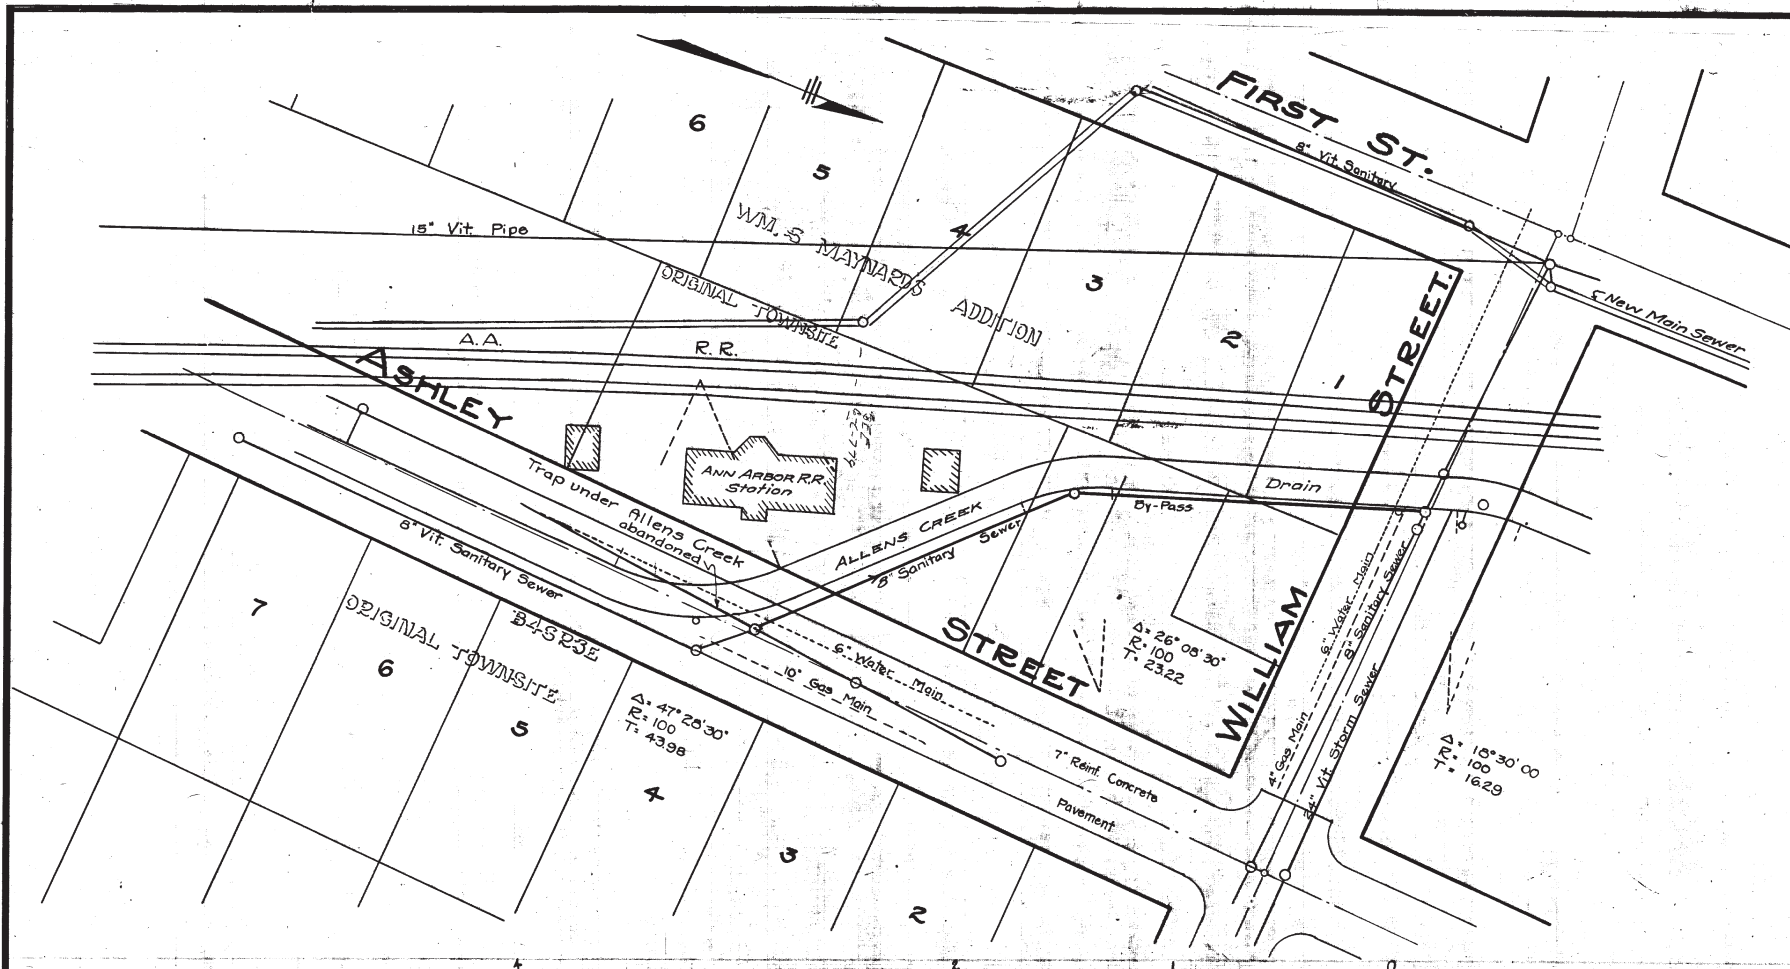 FIRST ST.
8" Vit. Sanitary
6
5
4
3
2
1
WM. S MAYNARDS ADDITION
15" Vit. Pipe
ORIGINAL TOWNSITE
A.A. R.R.
New Main Sewer
ASHLEY STREET
WILLIAM STREET.
ANN ARBOR R.R.
Station
Trap under Allens Creek
abandoned
ALLENS CREEK
Drain
By-Pass
8" Sanitary Sewer
8" Vit. Sanitary Sewer
B4SR3E
ORIGINAL TOWNSITE
7
6
5
4
3
2
6" Water Main
10" Gas Main
7" Reinf. Concrete
Pavement
Δ= 26° 08' 30"
R= 100
T= 23.22
Δ= 47° 28' 30"
R= 100
T= 43.98
6" Water Main
8" Sanitary Sewer
4" Gas Main
24" Vit. Storm Sewer
Δ= 18° 30' 00
R= 100
T= 16.29
4
2
1
0